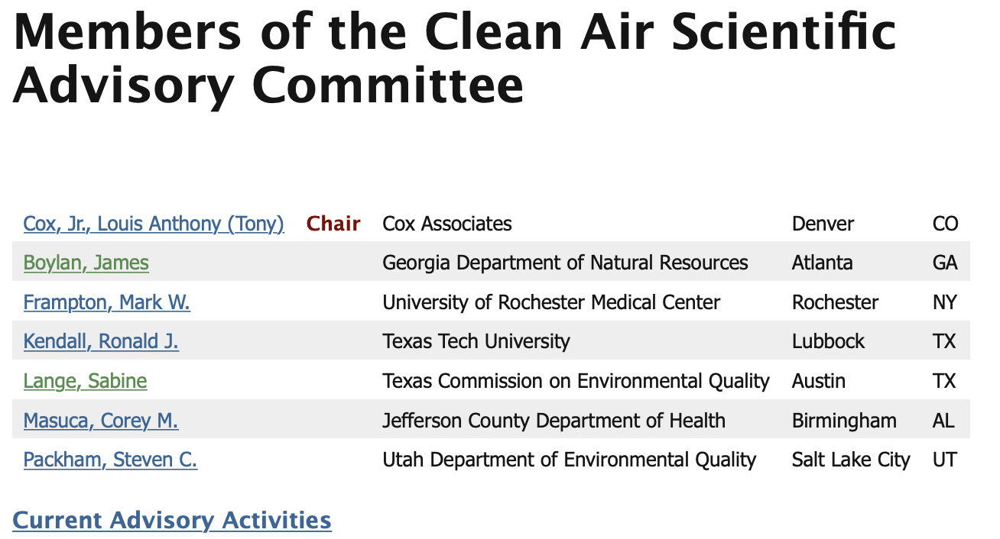 Members of the Clean Air Scientific
Advisory Committee
Cox, Jr., Louis Anthony (Tony) Chair Cox Associates Denver CO
Boylan, James Georgia Department of Natural Resources Atlanta GA
Frampton, Mark W. University of Rochester Medical Center Rochester NY
Kendall, Ronald J. Texas Tech University Lubbock TX
Lange, Sabine Texas Commission on Environmental Quality Austin TX
Masuca, Corey M. Jefferson County Department of Health Birmingham AL
Packham, Steven C. Utah Department of Environmental Quality Salt Lake City UT
Current Advisory Activities